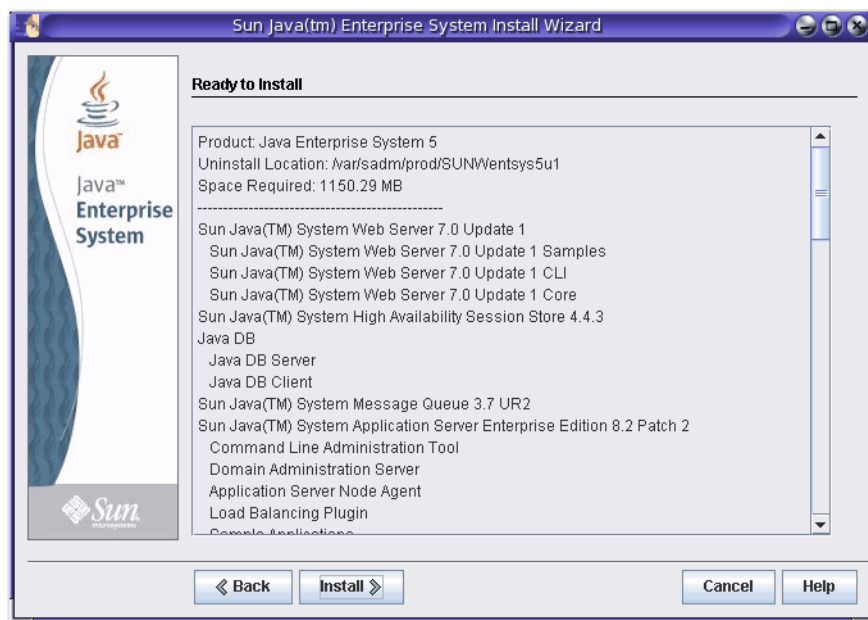 Sun Java(tm) Enterprise System Install Wizard
Java™
Java™
Enterprise
System
Sun
microsystems
Ready to Install
Product: Java Enterprise System 5
Uninstall Location: /var/sadm/prod/SUNWentsys5u1
Space Required: 1150.29 MB
------------------------------------------------
Sun Java(TM) System Web Server 7.0 Update 1
Sun Java(TM) System Web Server 7.0 Update 1 Samples
Sun Java(TM) System Web Server 7.0 Update 1 CLI
Sun Java(TM) System Web Server 7.0 Update 1 Core
Sun Java(TM) System High Availability Session Store 4.4.3
Java DB
Java DB Server
Java DB Client
Sun Java(TM) System Message Queue 3.7 UR2
Sun Java(TM) System Application Server Enterprise Edition 8.2 Patch 2
Command Line Administration Tool
Domain Administration Server
Application Server Node Agent
Load Balancing Plugin
Sample Applications
Back
Install
Cancel
Help